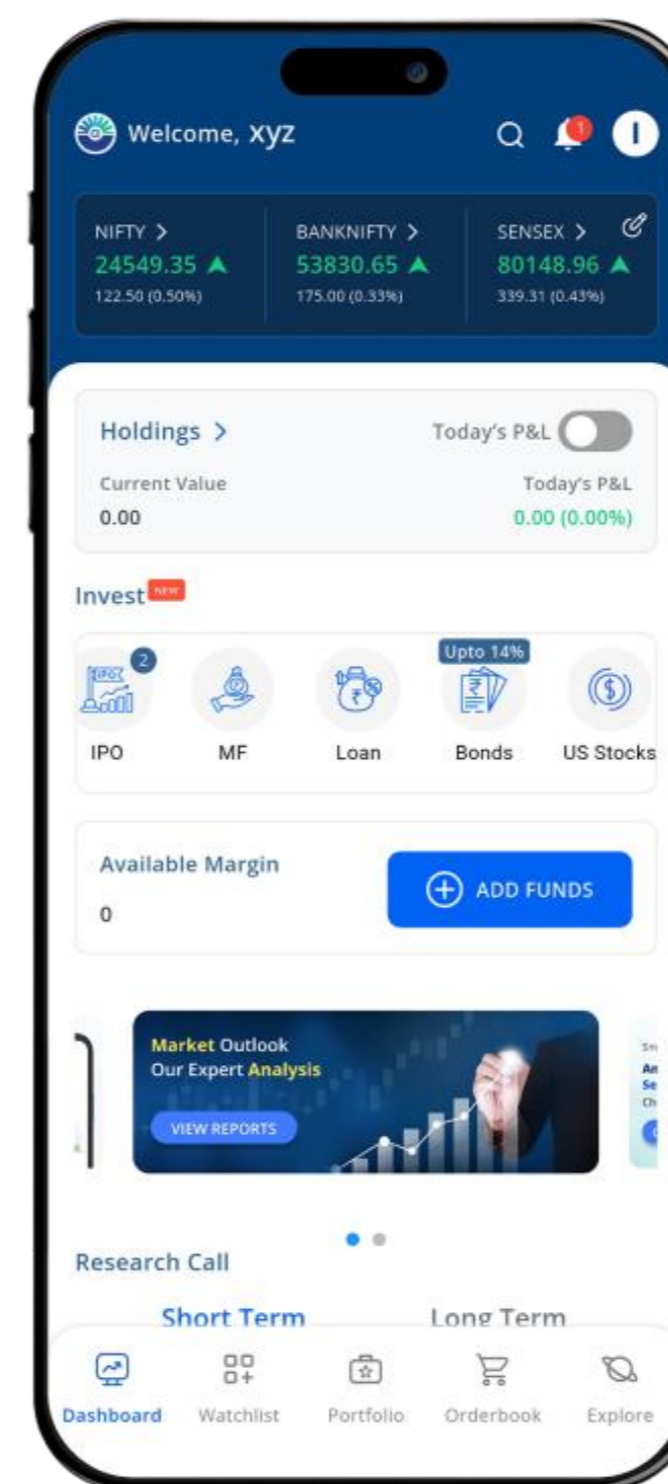 Welcome, XYZ
1
I
NIFTY >
BANKNIFTY >
SENSEX >
24549.35 ▲
53830.65 ▲
80148.96 ▲
122.50 (0.50%)
175.00 (0.33%)
339.31 (0.43%)
Holdings >
Today's P&L
Current Value
Today's P&L
0.00
0.00 (0.00%)
Invest NEW
2
Upto 14%
IPO
IPO
MF
Loan
Bonds
US Stocks
Available Margin
0
ADD FUNDS
Market Outlook
Our Expert Analysis
VIEW REPORTS
Research Call
Short Term
Long Term
Dashboard
Watchlist
Portfolio
Orderbook
Explore